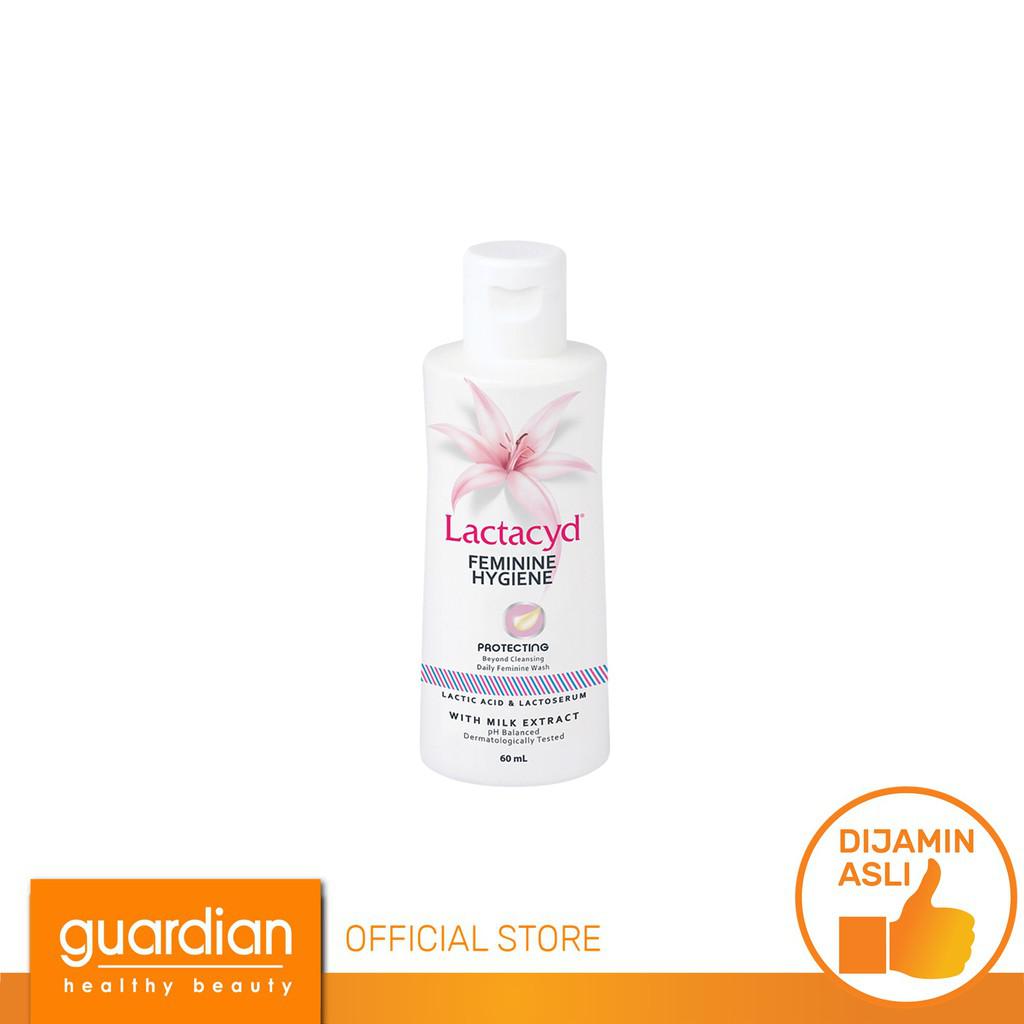 Lactacyd®
FEMININE
HYGIENE
PROTECTING
Beyond Cleansing
Daily Feminine Wash
LACTIC ACID & LACTOSERUM
WITH MILK EXTRACT
pH Balanced
Dermatologically Tested
60 mL
DIJAMIN
ASLI
guardian
healthy beauty
OFFICIAL STORE